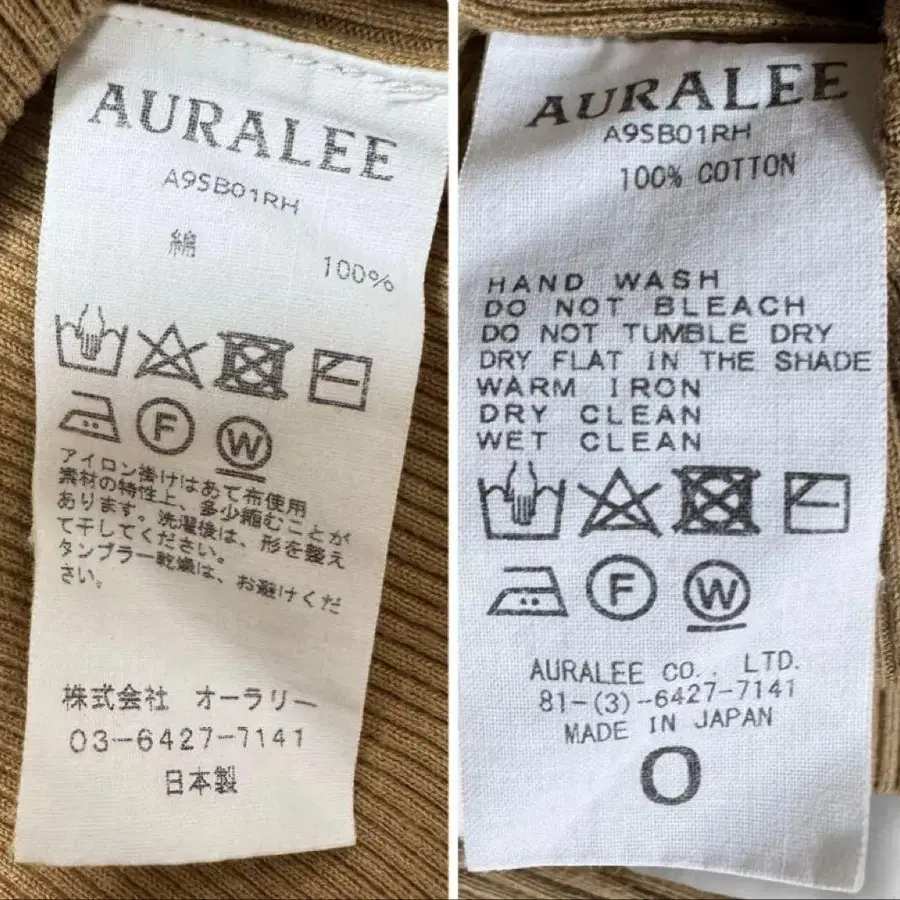 AURALEE
A9SB01RH
綿 100%
F W
アイロン掛けはあて布使用
素材の特性上、多少縮むことが
あります。洗濯後は、形を整え
て干してください。
タンブラー乾燥は、お避けくだ
さい。
株式会社 オーラリー
03-6427-7141
日本製
AURALEE
A9SB01RH
100% COTTON
HAND WASH
DO NOT BLEACH
DO NOT TUMBLE DRY
DRY FLAT IN THE SHADE
WARM IRON
DRY CLEAN
WET CLEAN
F W
AURALEE CO., LTD.
81-(3)-6427-7141
MADE IN JAPAN
O